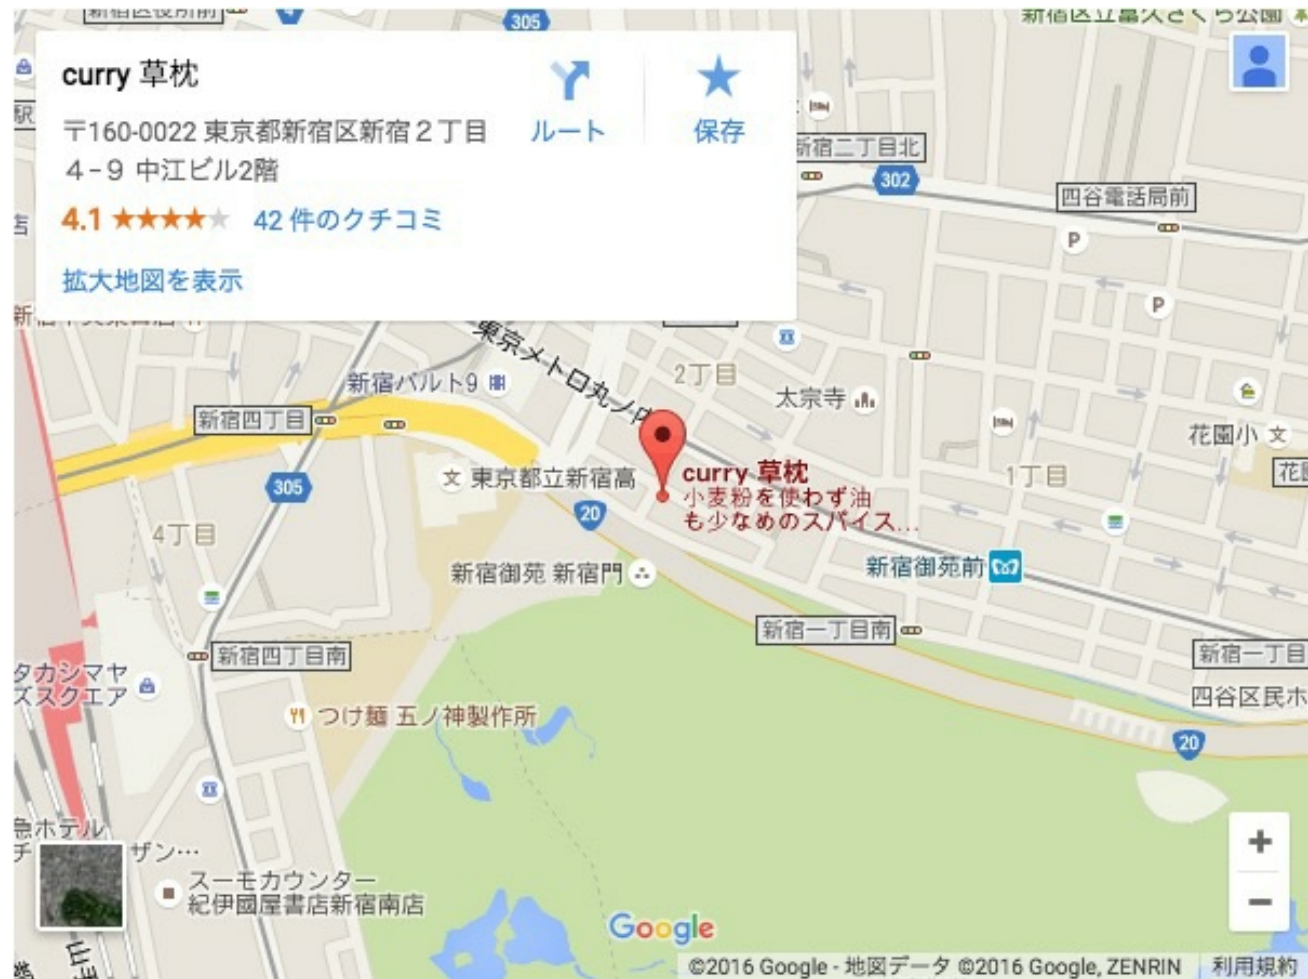 305
curry 草枕
〒160-0022 東京都新宿区新宿２丁目
４−９ 中江ビル2階
4.1 ★★★★★ 42 件のクチコミ
拡大地図を表示
ルート
保存
新宿二丁目北
302
四谷電話局前
P
P
東京メトロ丸ノ内
2丁目
新宿バルト9
太宗寺
新宿四丁目
花園小 文
curry 草枕
小麦粉を使わず油
も少なめのスパイス...
1丁目
文 東京都立新宿高
305
20
4丁目
新宿御苑 新宿門
新宿御苑前
新宿一丁目南
新宿四丁目南
新宿一丁目
タカシマヤ
ズスクエア
四谷区民ホ
つけ麺 五ノ神製作所
20
急ホテル
ザン…
スーモカウンター
紀伊國屋書店新宿南店
+
−
Google
©2016 Google - 地図データ ©2016 Google, ZENRIN
利用規約